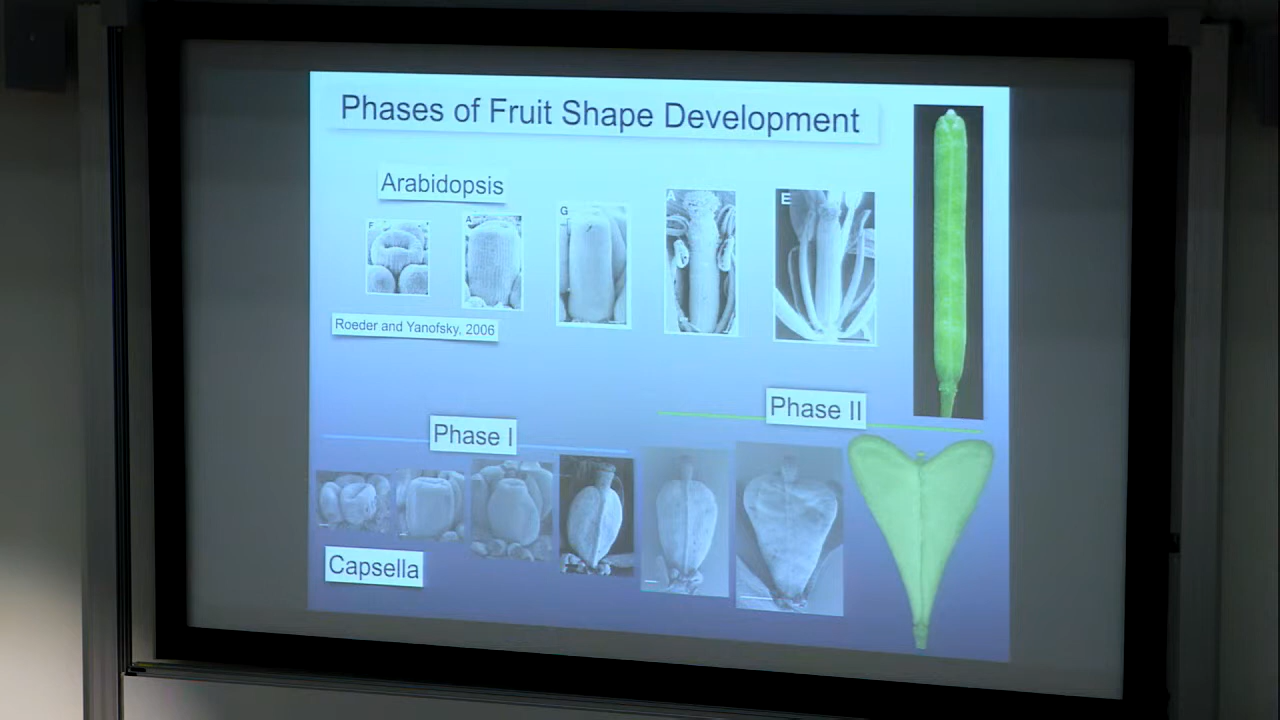 Phases of Fruit Shape Development
Arabidopsis
F
A
G
A
E
Roeder and Yanofsky, 2006
Phase II
Phase I
Capsella